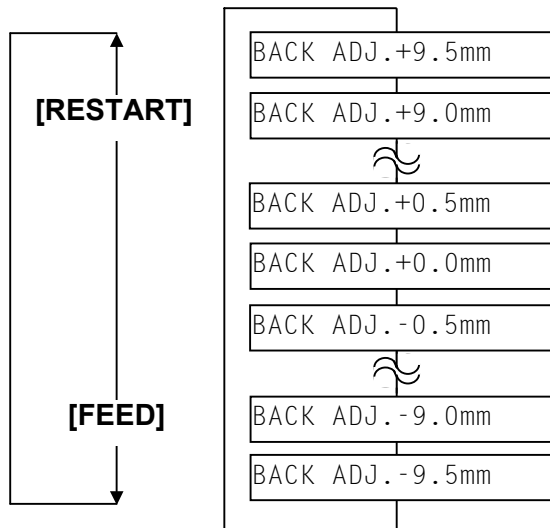 BACK ADJ.+9.5mm
[RESTART]
BACK ADJ.+9.0mm
BACK ADJ.+0.5mm
BACK ADJ.+0.0mm
BACK ADJ.-0.5mm
[FEED]
BACK ADJ.-9.0mm
BACK ADJ.-9.5mm